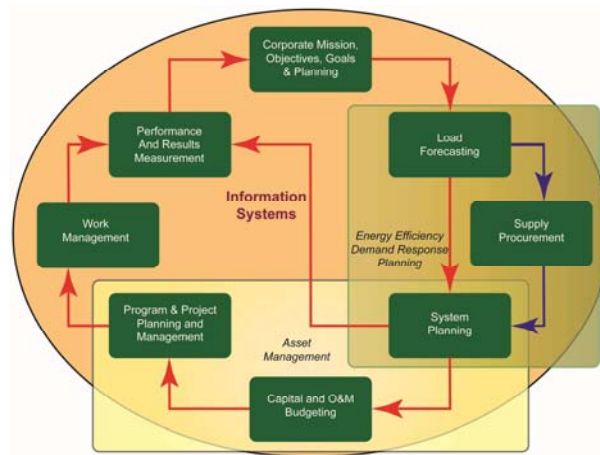 Corporate Mission,
Objectives, Goals
& Planning
Performance
And Results
Measurement
Load
Forecasting
Information
Systems
Work
Management
Energy Efficiency
Demand Response
Planning
Supply
Procurement
Program & Project
Planning and
Management
System
Planning
Asset
Management
Capital and O&M
Budgeting